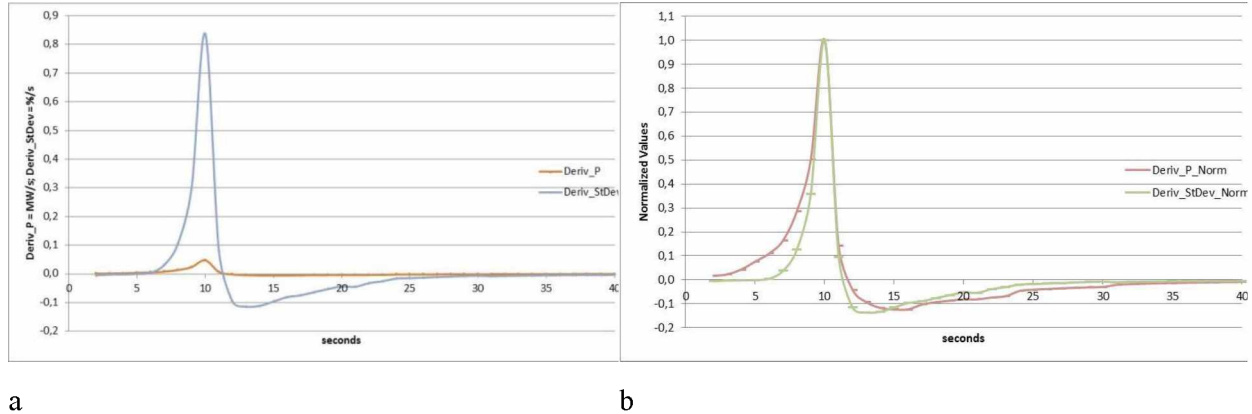 0,9
0,8
0,7
0,6
0,5
0,4
0,3
0,2
0,1
0,0
-0,1
-0,2
0 5 10 15 20 25 30 35 40
Deriv_P = MW/s; Deriv_StDev = %/s
seconds
Deriv_P
Deriv_StDev
1,1
1,0
0,9
0,8
0,7
0,6
0,5
0,4
0,3
0,2
0,1
0,0
-0,1
-0,2
0 5 10 15 20 25 30 35 40
Normalized Values
seconds
Deriv_P_Norm
Deriv_StDev_Norm
a b